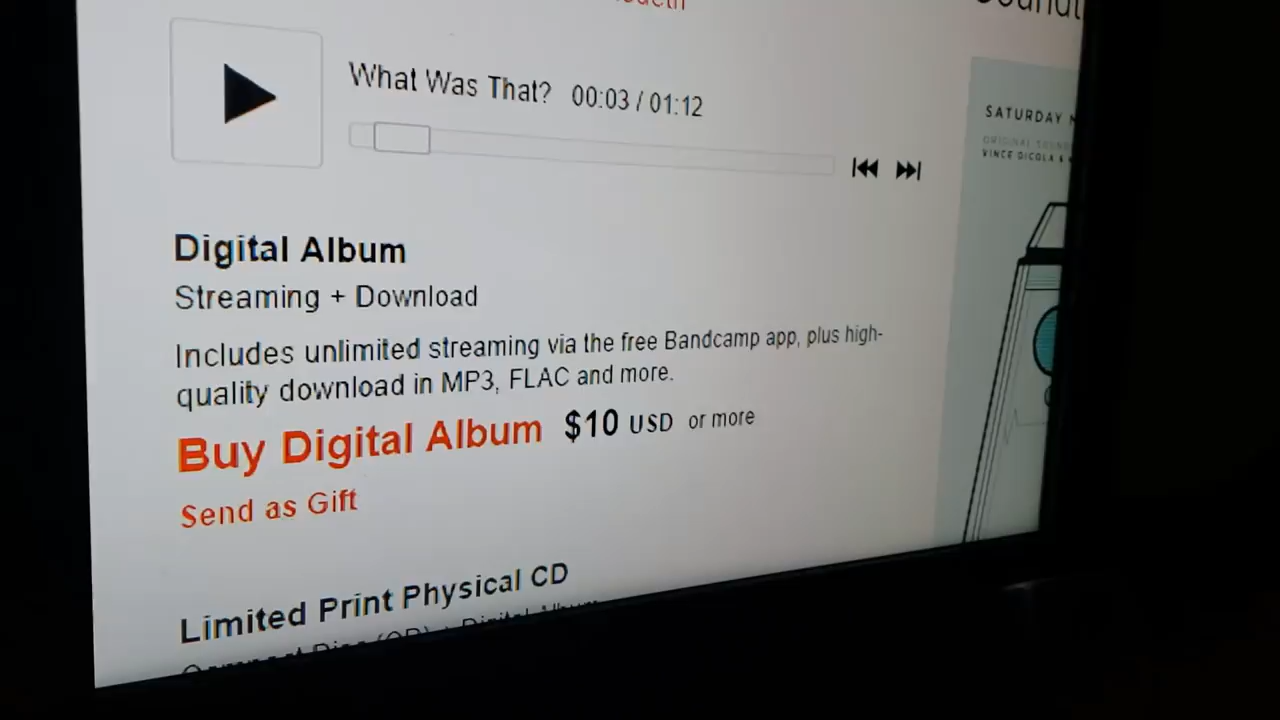 What Was That? 00:03 / 01:12
Digital Album
Streaming + Download
Includes unlimited streaming via the free Bandcamp app, plus high-
quality download in MP3, FLAC and more.
Buy Digital Album $10 USD or more
Send as Gift
Limited Print Physical CD
SATURDAY
VINCE DICOLA &